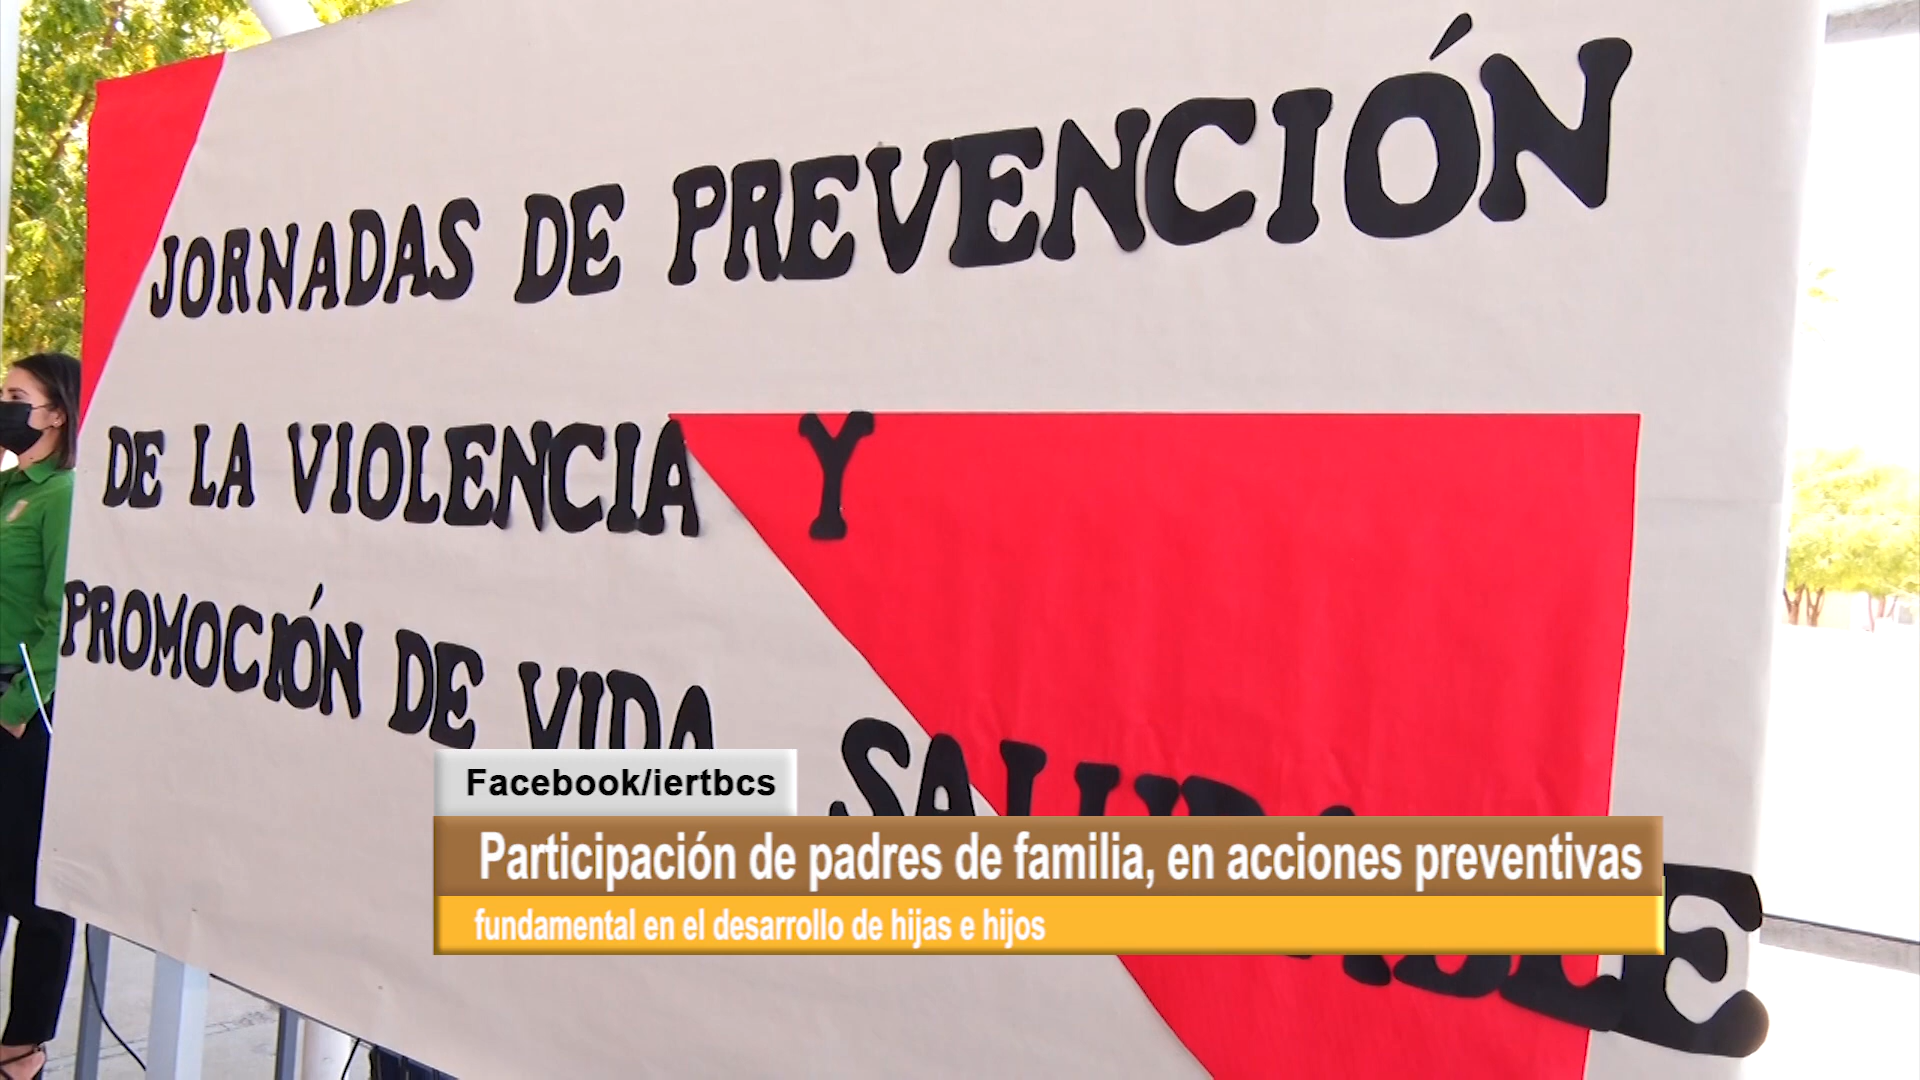 JORNADAS DE PREVENCIÓN
DE LA VIOLENCIA Y
PROMOCIÓN DE VIDA SALUDABLE
Facebook/iertbcs
Participación de padres de familia, en acciones preventivas
fundamental en el desarrollo de hijas e hijos